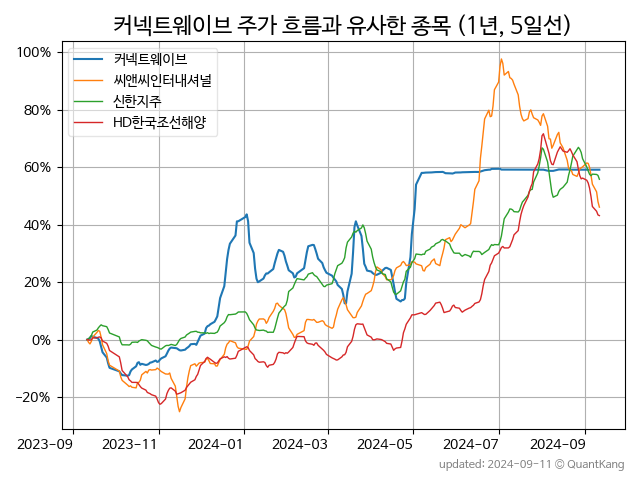 커넥트웨이브 주가 흐름과 유사한 종목 (1년, 5일선)
커넥트웨이브
씨앤씨인터내셔널
신한지주
HD한국조선해양
100%
80%
60%
40%
20%
0%
−20%
2023-09
2023-11
2024-01
2024-03
2024-05
2024-07
2024-09
updated: 2024-09-11 © QuantKang